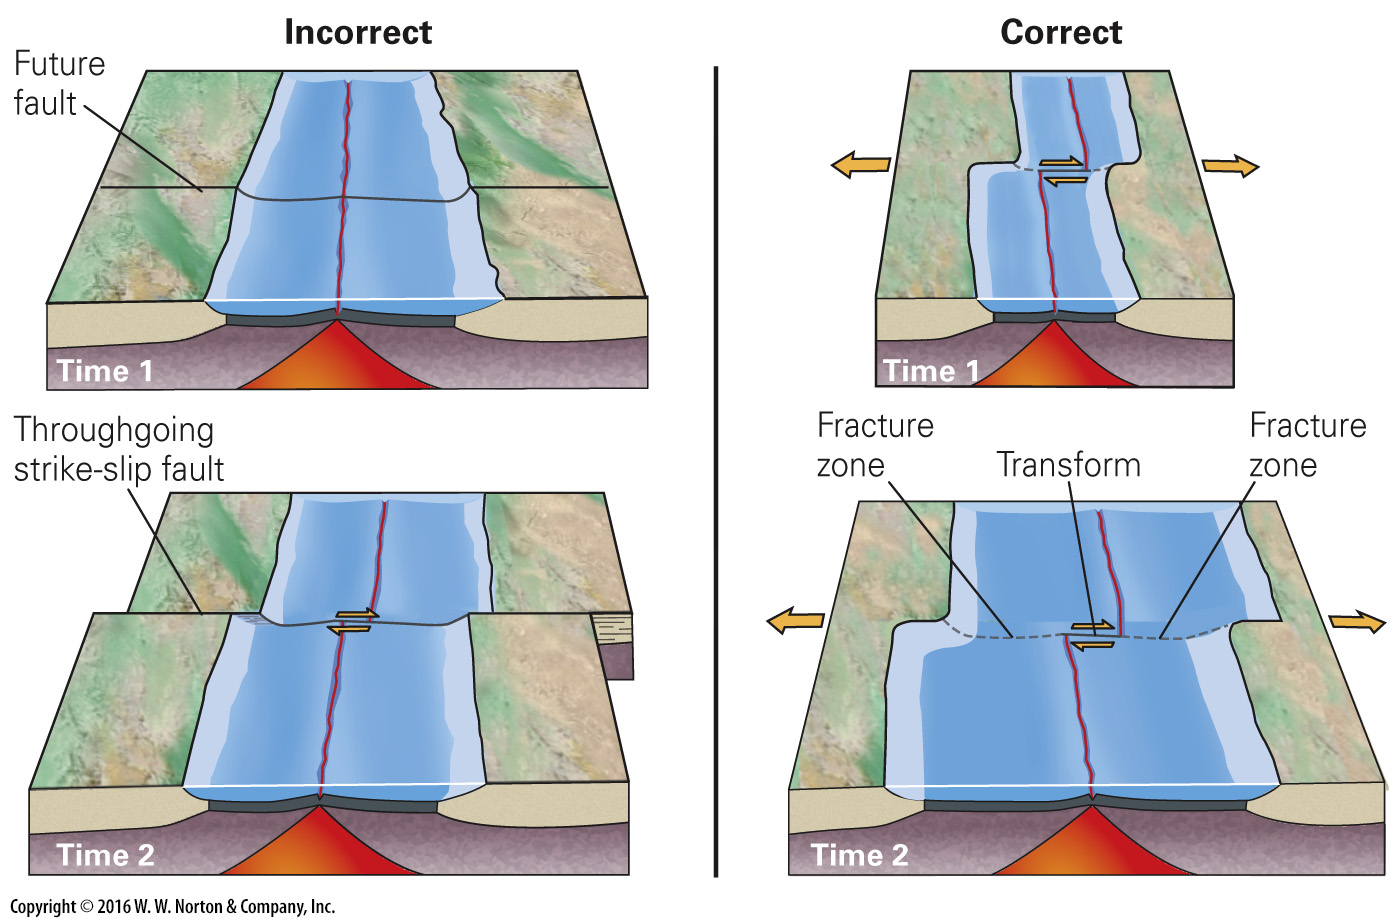 Incorrect
Future
fault
Time 1
Throughgoing
strike-slip fault
Time 2
Correct
Time 1
Fracture
zone
Transform
Fracture
zone
Time 2
Copyright © 2016 W. W. Norton & Company, Inc.